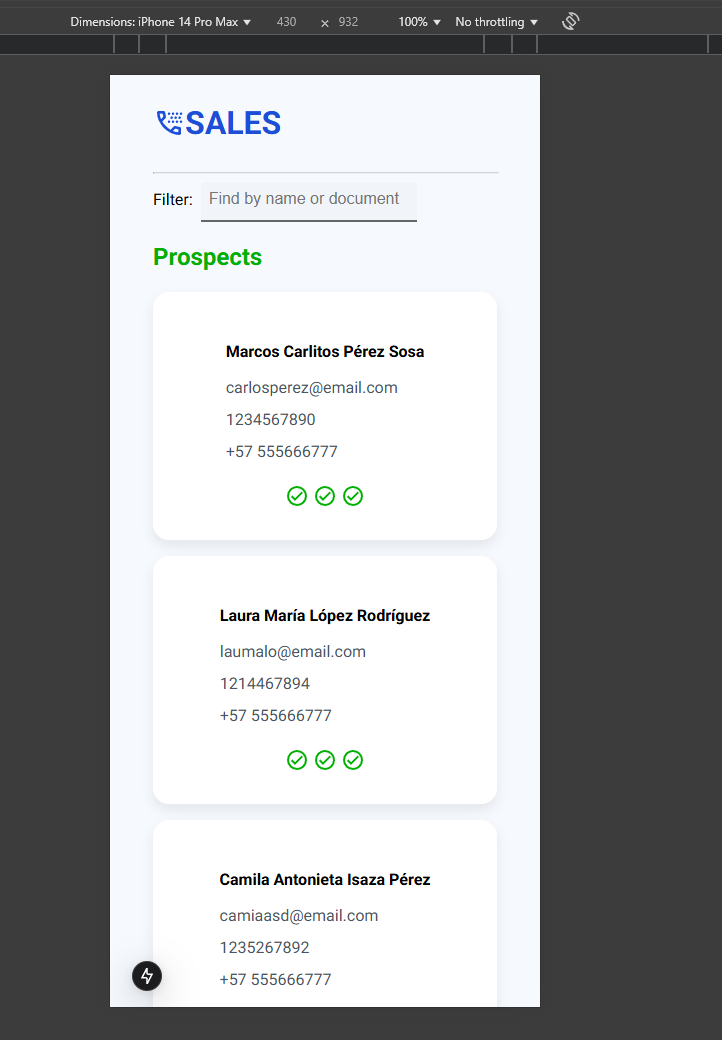 Dimensions: iPhone 14 Pro Max 430 x 932 100% No throttling
SALES
Filter: Find by name or document
Prospects
Marcos Carlitos Pérez Sosa
carlosperez@email.com
1234567890
+57 555666777
Laura María López Rodríguez
laumalo@email.com
1214467894
+57 555666777
Camila Antonieta Isaza Pérez
camiaasd@email.com
1235267892
+57 555666777